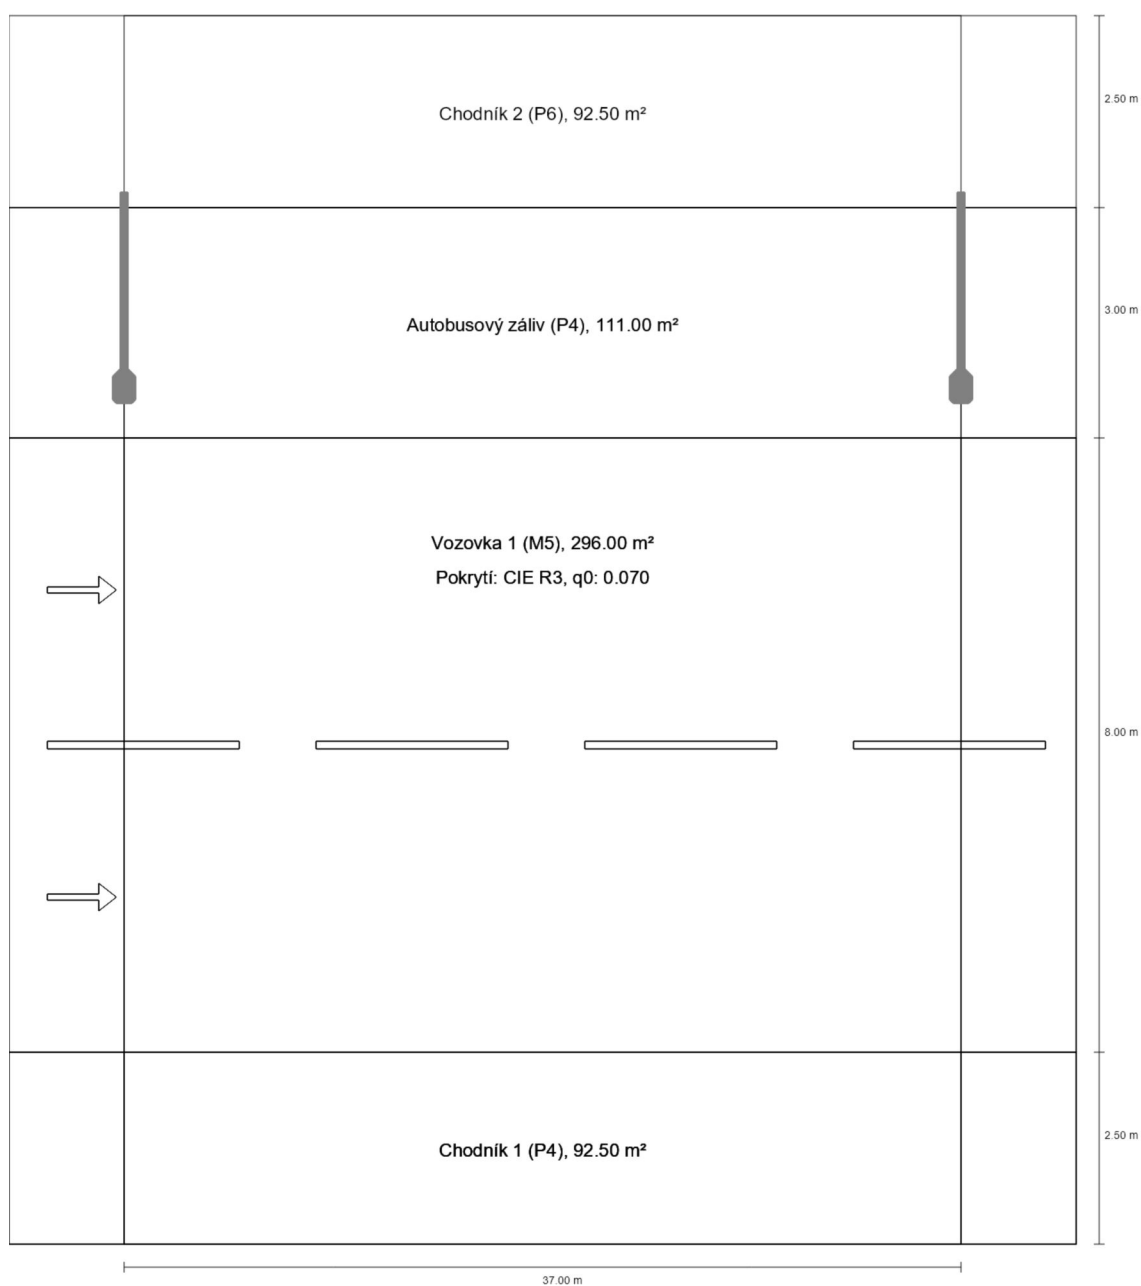 Chodník 2 (P6), 92.50 m²
2.50 m
Autobusový záliv (P4), 111.00 m²
3.00 m
Vozovka 1 (M5), 296.00 m²
Pokrytí: CIE R3, q0: 0.070
8.00 m
Chodník 1 (P4), 92.50 m²
2.50 m
37.00 m